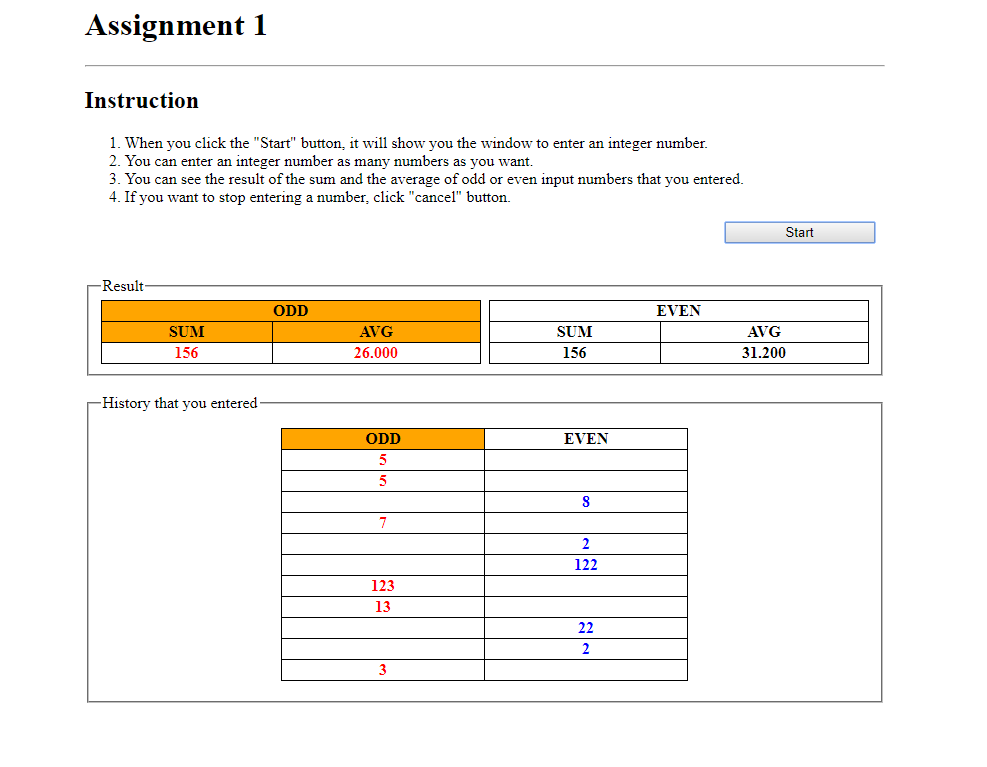 Assignment 1
Instruction
1. When you click the "Start" button, it will show you the window to enter an integer number.
2. You can enter an integer number as many numbers as you want.
3. You can see the result of the sum and the average of odd or even input numbers that you entered.
4. If you want to stop entering a number, click "cancel" button.
Start
Result
ODD EVEN
SUM AVG SUM AVG
156 26.000 156 31.200
History that you entered
ODD EVEN
5
5
8
7
2
122
123
13
22
2
3